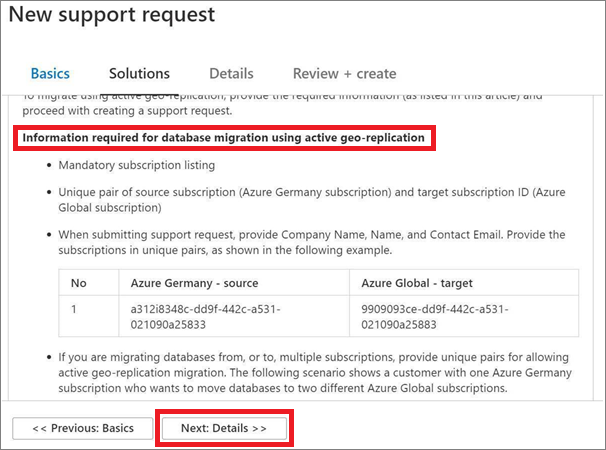 New support request
Basics Solutions Details Review + create
To migrate using active geo-replication, provide the required information (as listed in this article) and
proceed with creating a support request.
Information required for database migration using active geo-replication
• Mandatory subscription listing
• Unique pair of source subscription (Azure Germany subscription) and target subscription ID (Azure
Global subscription)
• When submitting support request, provide Company Name, Name, and Contact Email. Provide the
subscriptions in unique pairs, as shown in the following example.
No Azure Germany - source Azure Global - target
1 a312i8348c-dd9f-442c-a531- 9909093ce-dd9f-442c-a531-
021090a25833 021090a25883
• If you are migrating databases from, or to, multiple subscriptions, provide unique pairs for allowing
active geo-replication migration. The following scenario shows a customer with one Azure Germany
subscription who wants to move databases to two different Azure Global subscriptions.
<< Previous: Basics Next: Details >>